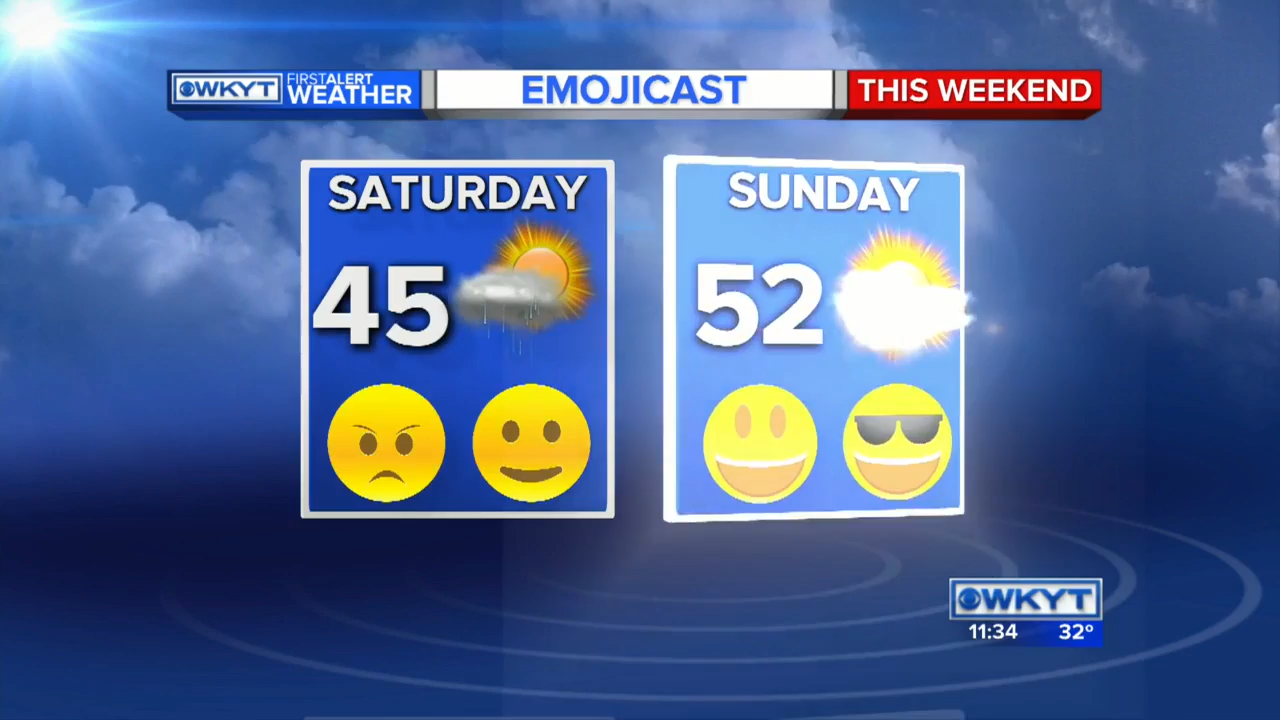 WKYT FIRST ALERT WEATHER
EMOJICAST
THIS WEEKEND
SATURDAY
45
SUNDAY
52
WKYT
11:34 32°